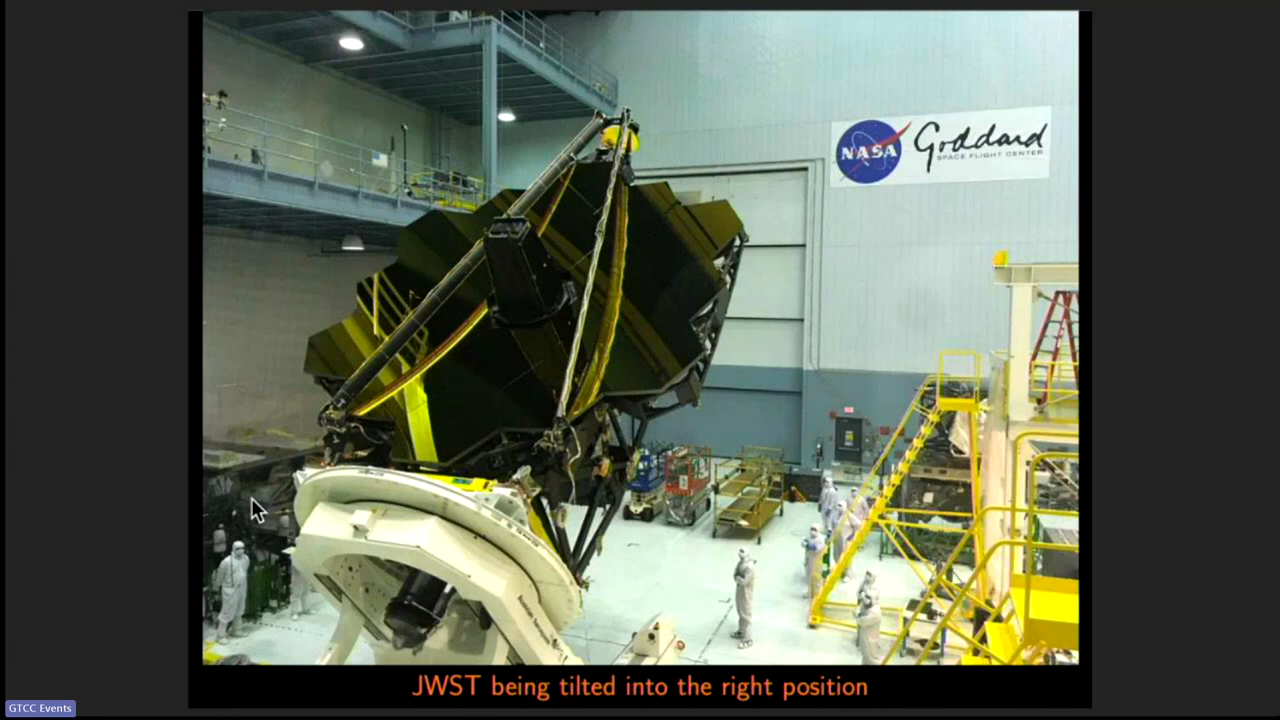 NASA
Goddard
SPACE FLIGHT CENTER
JWST being tilted into the right position
GTCC Events